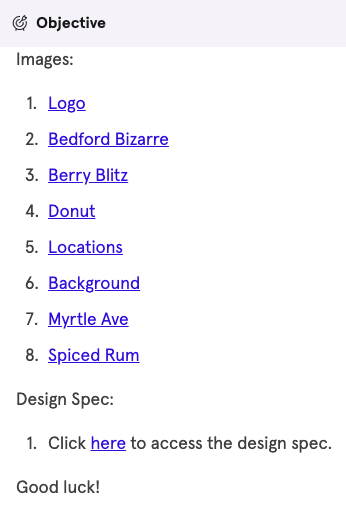 Objective
Images:
1. Logo
2. Bedford Bizarre
3. Berry Blitz
4. Donut
5. Locations
6. Background
7. Myrtle Ave
8. Spiced Rum
Design Spec:
1. Click here to access the design spec.
Good luck!